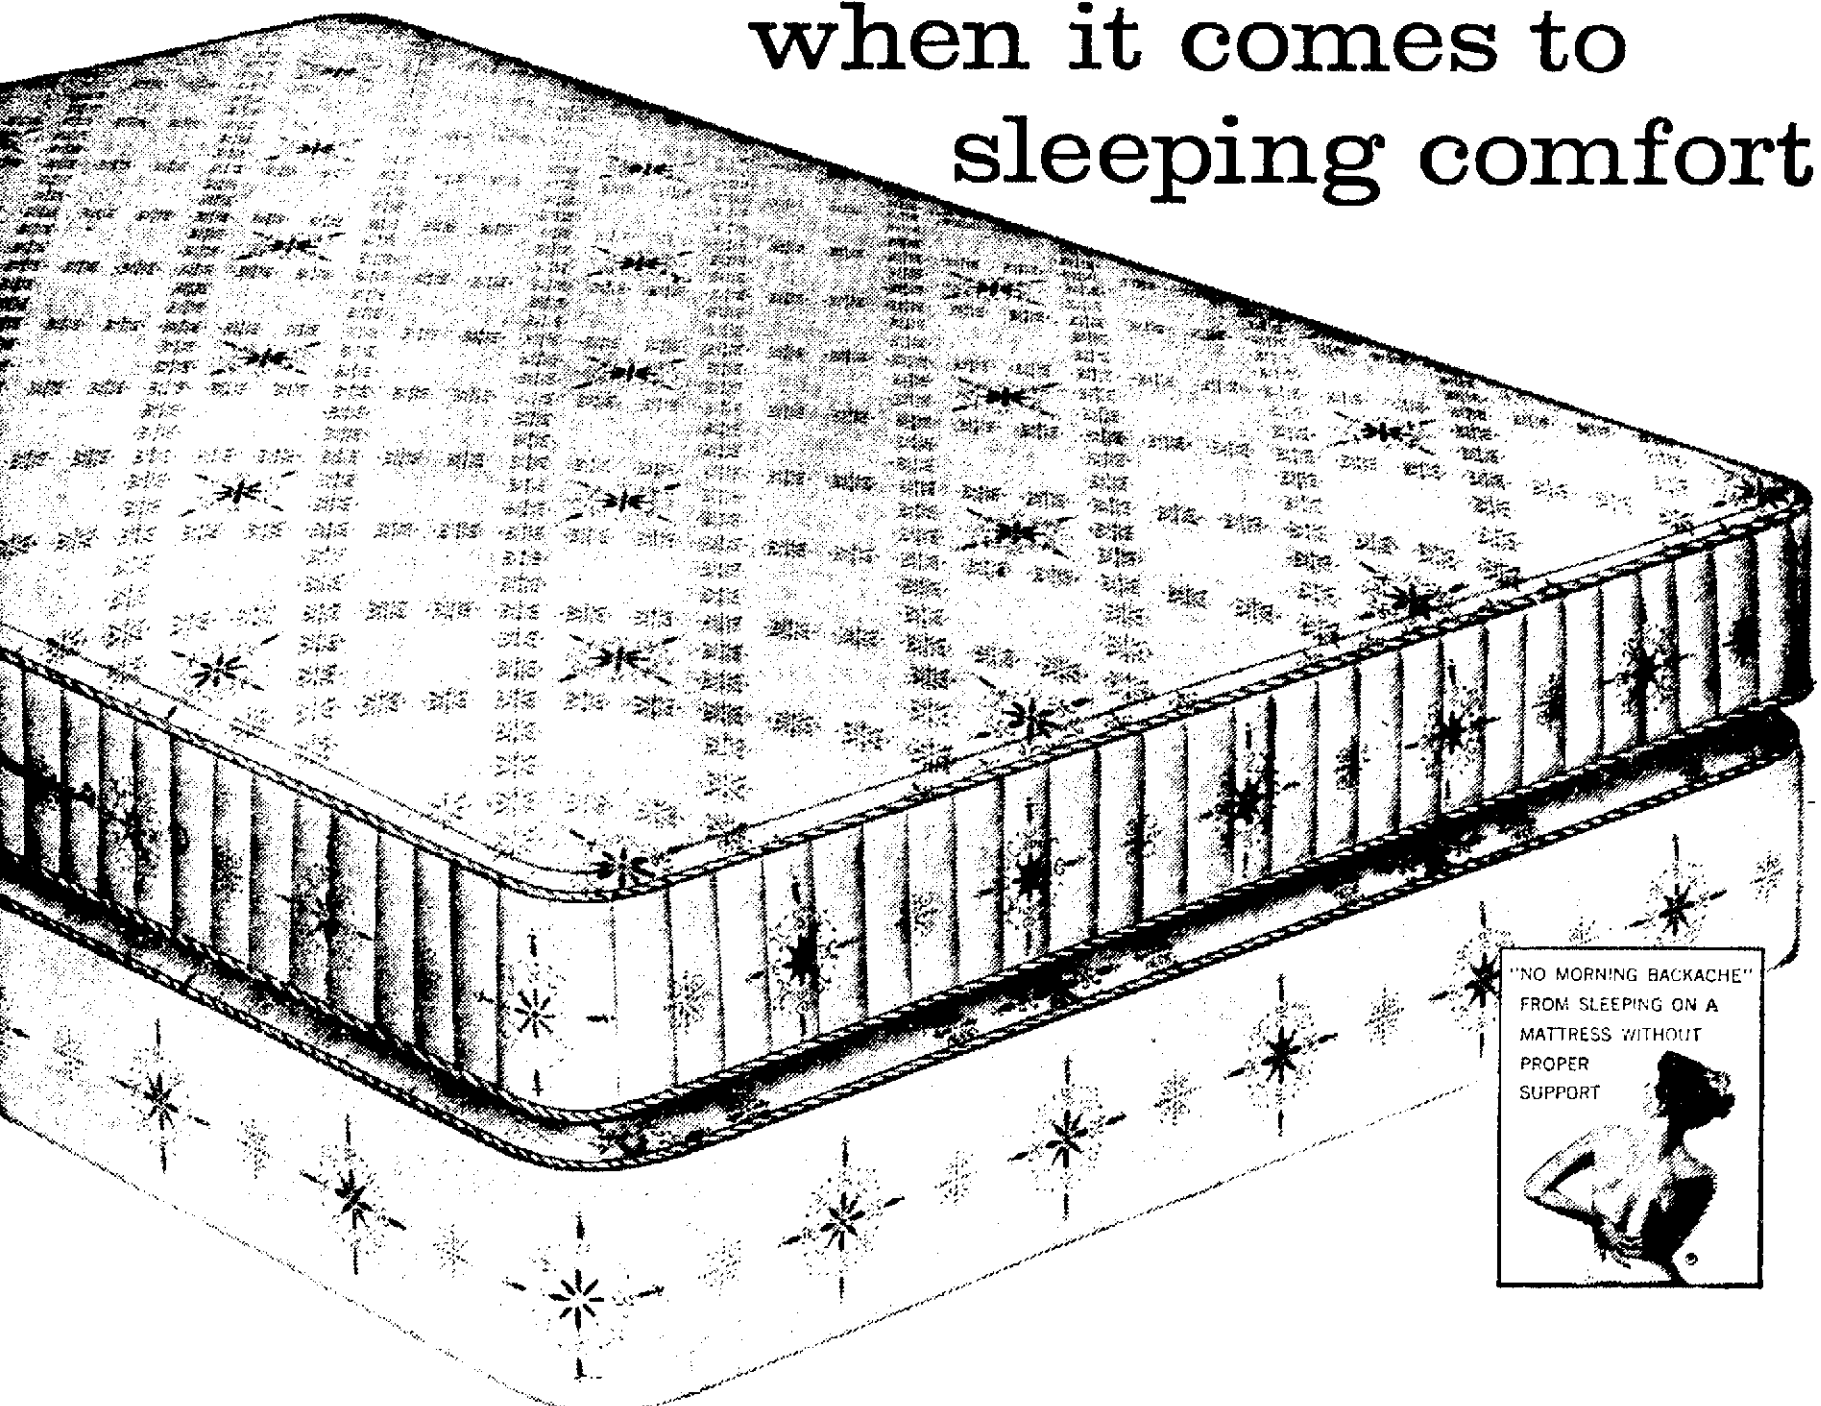 when it comes to
sleeping comfort
"NO MORNING BACKACHE"
FROM SLEEPING ON A
MATTRESS WITHOUT
PROPER
SUPPORT